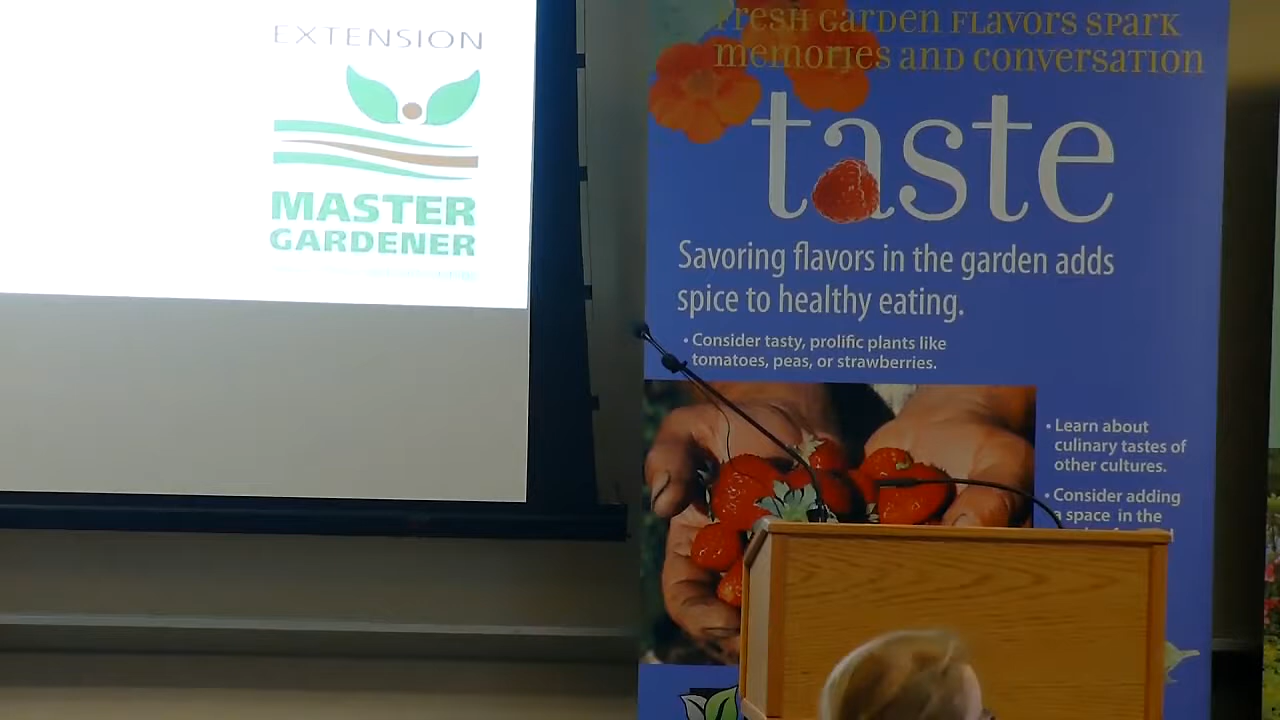 EXTENSION
MASTER
GARDENER
FRESH GARDEN FLAVORS SPARK
MEMORIES AND CONVERSATION
taste
Savoring flavors in the garden adds
spice to healthy eating.
• Consider tasty, prolific plants like
tomatoes, peas, or strawberries.
• Learn about
culinary tastes of
other cultures.
• Consider adding
a space in the